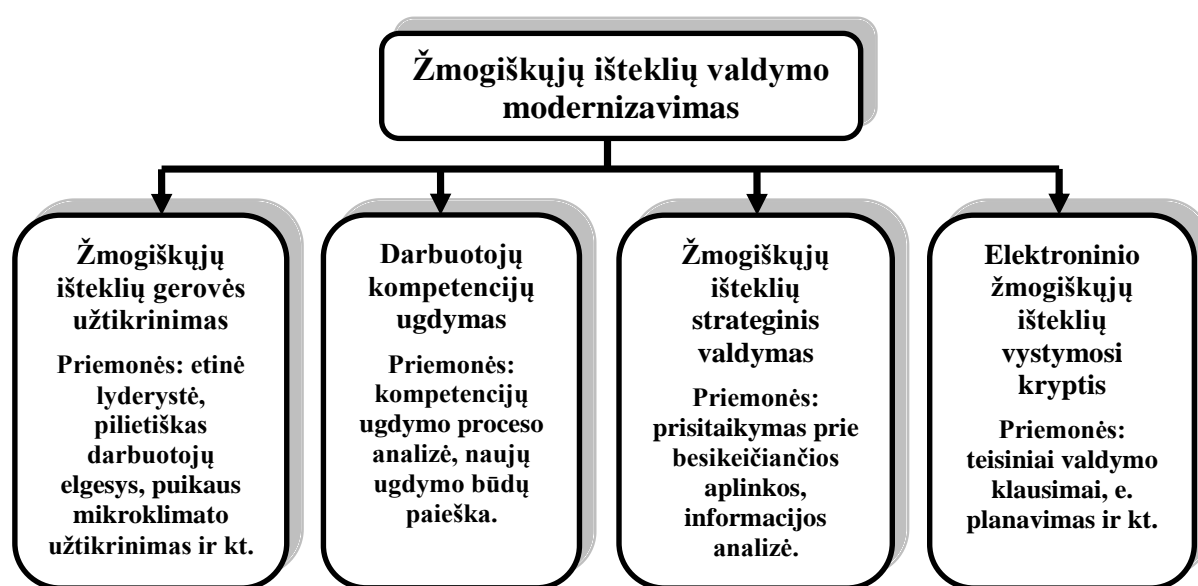 Žmogiškųjų išteklių valdymo
modernizavimas
Žmogiškųjų
išteklių gerovės
užtikrinimas
Priemonės: etinė
lyderystė,
pilietiškas
darbuotojų
elgesys, puikaus
mikroklimato
užtikrinimas ir kt.
Darbuotojų
kompetencijų
ugdymas
Priemonės:
kompetencijų
ugdymo proceso
analizė, naujų
ugdymo būdų
paieška.
Žmogiškųjų
išteklių
strateginis
valdymas
Priemonės:
prisitaikymas prie
besikeičiančios
aplinkos,
informacijos
analizė.
Elektroninio
žmogiškųjų
išteklių
vystymosi
kryptis
Priemonės:
teisiniai valdymo
klausimai, e.
planavimas ir kt.